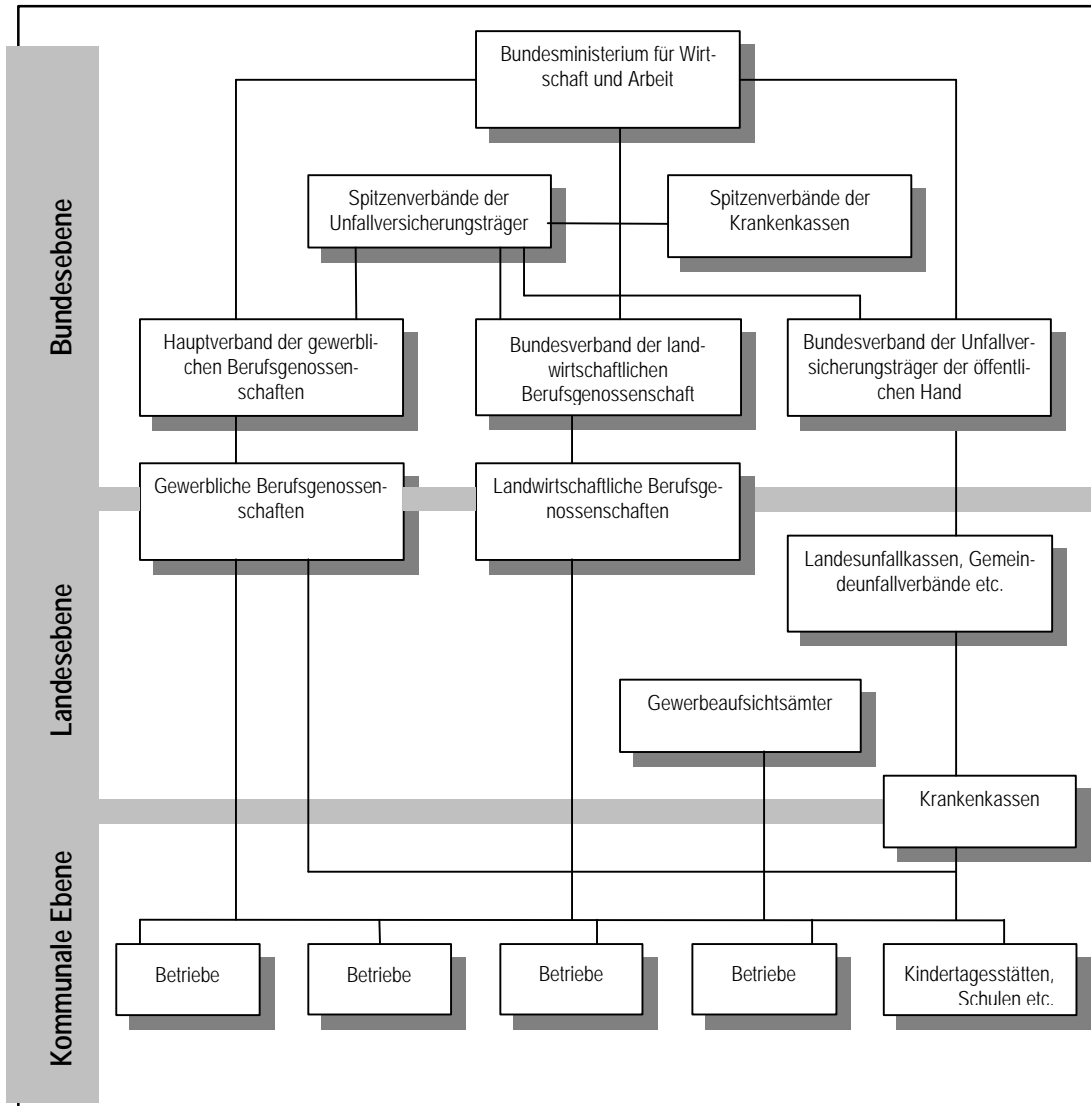 Bundesebene
Bundesministerium für Wirt-
schaft und Arbeit
Spitzenverbände der
Unfallversicherungsträger
Spitzenverbände der
Krankenkassen
Hauptverband der gewerbli-
chen Berufsgenossen-
schaften
Bundesverband der land-
wirtschaftlichen
Berufsgenossenschaft
Bundesverband der Unfallver-
sicherungsträger der öffentli-
chen Hand
Gewerbliche Berufsgenossen-
schaften
Landwirtschaftliche Berufsge-
nossenschaften
Landesebene
Landesunfallkassen, Gemein-
deunfallverbände etc.
Gewerbeaufsichtsämter
Krankenkassen
Kommunale Ebene
Betriebe
Betriebe
Betriebe
Betriebe
Kindertagesstätten,
Schulen etc.